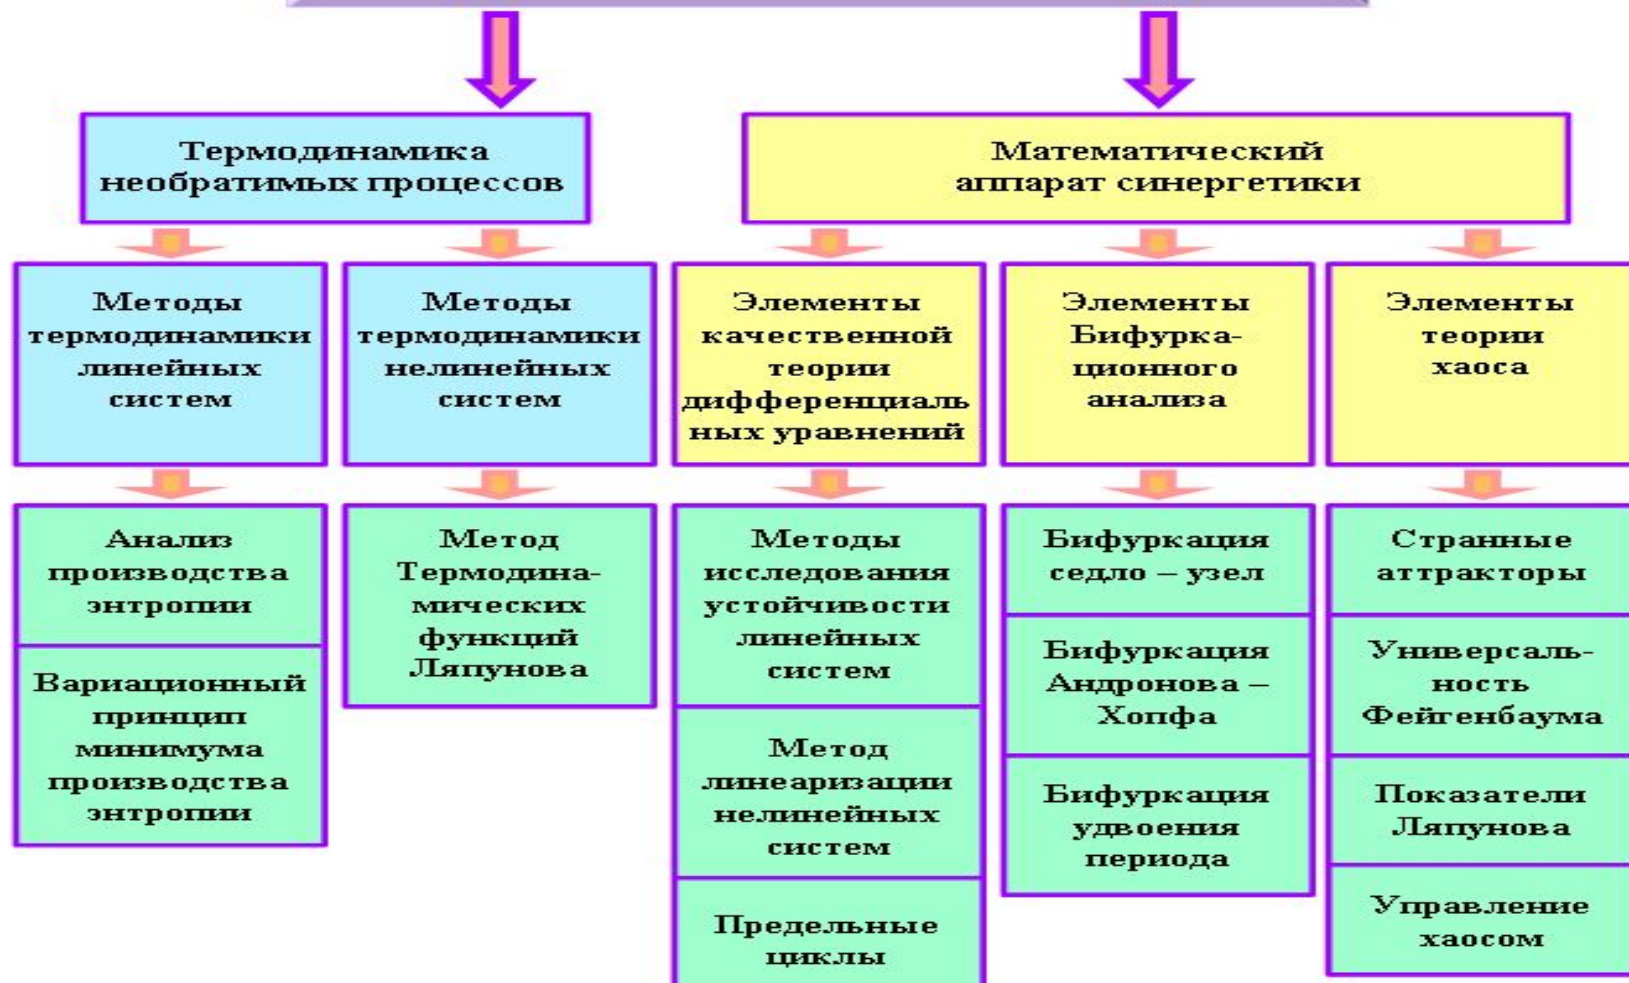 Термодинамика
необратимых процессов
Математический
аппарат синергетики
Методы
термодинамики
линейных
систем
Методы
термодинамики
нелинейных
систем
Элементы
качественной
теории
дифференциаль
ных уравнений
Элементы
Бифурка-
ционного
анализа
Элементы
теории
хаоса
Анализ
производства
энтропии
Вариационный
принцип
минимума
производства
энтропии
Метод
Термодина-
мических
функций
Ляпунова
Методы
исследования
устойчивости
линейных
систем
Метод
линеаризации
нелинейных
систем
Предельные
циклы
Бифуркация
седло – узел
Бифуркация
Андронова –
Хопфа
Бифуркация
удвоения
периода
Странные
аттракторы
Универсаль-
ность
Фейгенбаума
Показатели
Ляпунова
Управление
хаосом